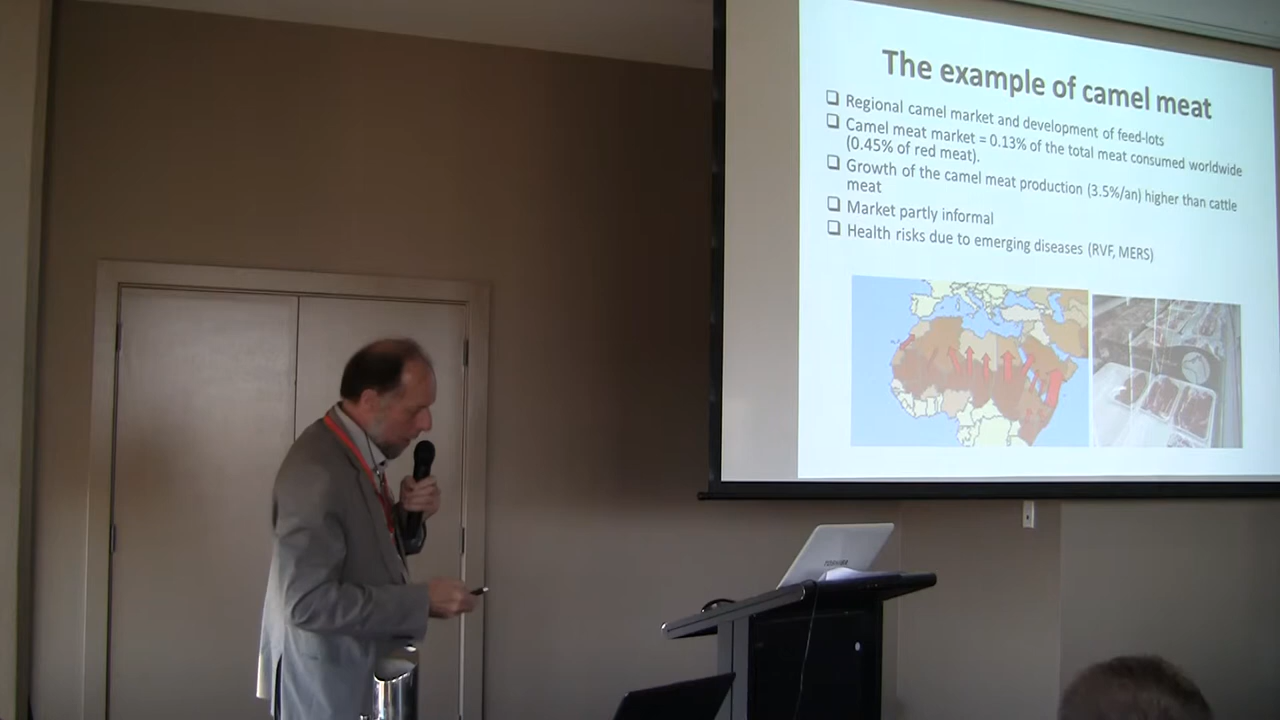 The example of camel meat
Regional camel market and development of feed-lots
Camel meat market = 0.13% of the total meat consumed worldwide
(0.45% of red meat).
Growth of the camel meat production (3.5%/an) higher than cattle
meat
Market partly informal
Health risks due to emerging diseases (RVF, MERS)
TOSHIBA